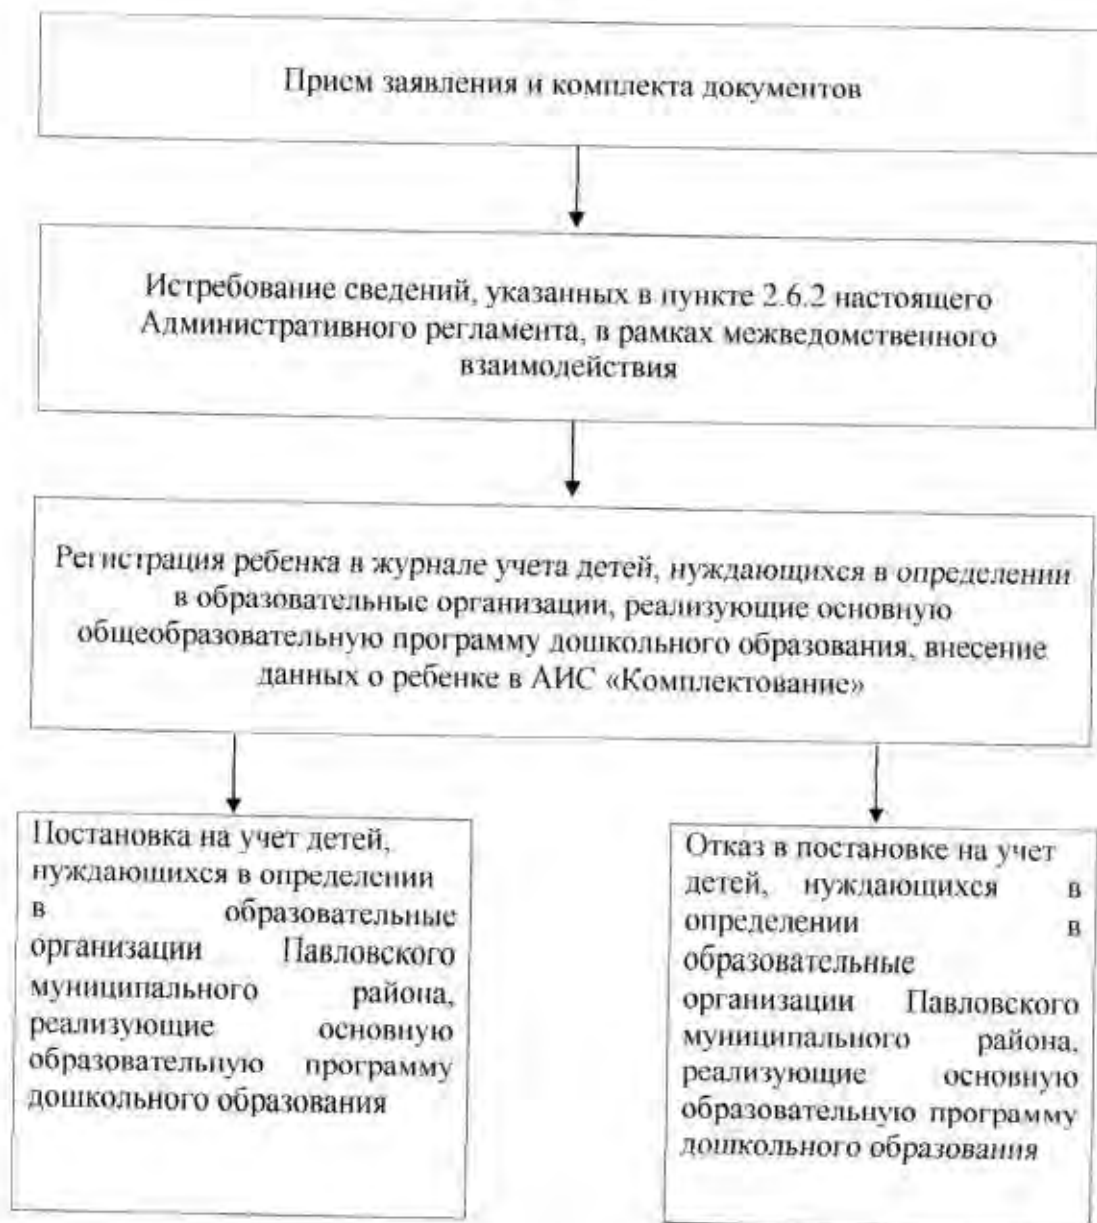 Прием заявления и комплекта документов
Истребование сведений, указанных в пункте 2.6.2 настоящего
Административного регламента, в рамках межведомственного
взаимодействия
Регистрация ребенка в журнале учета детей, нуждающихся в определении
в образовательные организации, реализующие основную
общеобразовательную программу дошкольного образования, внесение
данных о ребенке в АИС «Комплектование»
Постановка на учет детей,
нуждающихся в определении
в образовательные
организации Павловского
муниципального района,
реализующие основную
образовательную программу
дошкольного образования
Отказ в постановке на учет
детей, нуждающихся в
определении в
образовательные
организации Павловского
муниципального района,
реализующие основную
образовательную программу
дошкольного образования